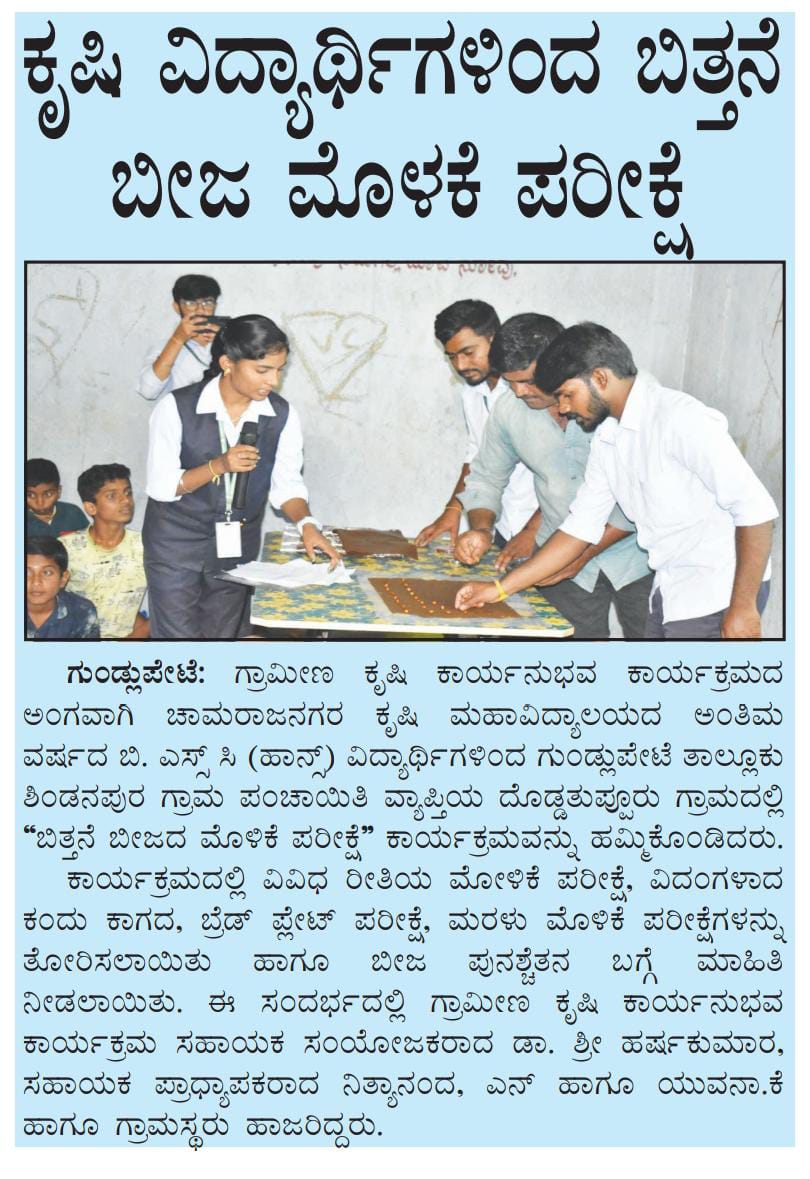 ಕೃಷಿ ವಿದ್ಯಾರ್ಥಿಗಳಿಂದ ಬಿತ್ತನೆ
ಬೀಜ ಮೊಳಕೆ ಪರೀಕ್ಷೆ
ಗುಂಡ್ಲುಪೇಟೆ: ಗ್ರಾಮೀಣ ಕೃಷಿ ಕಾರ್ಯನುಭವ ಕಾರ್ಯಕ್ರಮದ
ಅಂಗವಾಗಿ ಚಾಮರಾಜನಗರ ಕೃಷಿ ಮಹಾವಿದ್ಯಾಲಯದ ಅಂತಿಮ
ವರ್ಷದ ಬಿ. ಎಸ್ಸ್ ಸಿ (ಹಾನ್ಸ್) ವಿದ್ಯಾರ್ಥಿಗಳಿಂದ ಗುಂಡ್ಲುಪೇಟೆ ತಾಲ್ಲೂಕು
ಶಿಂಡನಪುರ ಗ್ರಾಮ ಪಂಚಾಯಿತಿ ವ್ಯಾಪ್ತಿಯ ದೊಡ್ಡತುಪ್ಪೂರು ಗ್ರಾಮದಲ್ಲಿ
“ಬಿತ್ತನೆ ಬೀಜದ ಮೊಳಿಕೆ ಪರೀಕ್ಷೆ” ಕಾರ್ಯಕ್ರಮವನ್ನು ಹಮ್ಮಿಕೊಂಡಿದರು.
ಕಾರ್ಯಕ್ರಮದಲ್ಲಿ ವಿವಿಧ ರೀತಿಯ ಮೋಳಿಕೆ ಪರೀಕ್ಷೆ, ವಿದಂಗಳಾದ
ಕಂದು ಕಾಗದ, ಬ್ರೆಡ್ ಪ್ಲೇಟ್ ಪರೀಕ್ಷೆ, ಮರಳು ಮೊಳಿಕೆ ಪರೀಕ್ಷೆಗಳನ್ನು
ತೋರಿಸಲಾಯಿತು ಹಾಗೂ ಬೀಜ ಪುನಶ್ಚೆತನ ಬಗ್ಗೆ ಮಾಹಿತಿ
ನೀಡಲಾಯಿತು. ಈ ಸಂದರ್ಭದಲ್ಲಿ ಗ್ರಾಮೀಣ ಕೃಷಿ ಕಾರ್ಯನುಭವ
ಕಾರ್ಯಕ್ರಮ ಸಹಾಯಕ ಸಂಯೋಜಕರಾದ ಡಾ. ಶ್ರೀ ಹರ್ಷಕುಮಾರ,
ಸಹಾಯಕ ಪ್ರಾಧ್ಯಾಪಕರಾದ ನಿತ್ಯಾನಂದ, ಎನ್ ಹಾಗೂ ಯುವನಾ.ಕೆ
ಹಾಗೂ ಗ್ರಾಮಸ್ಥರು ಹಾಜರಿದ್ದರು.